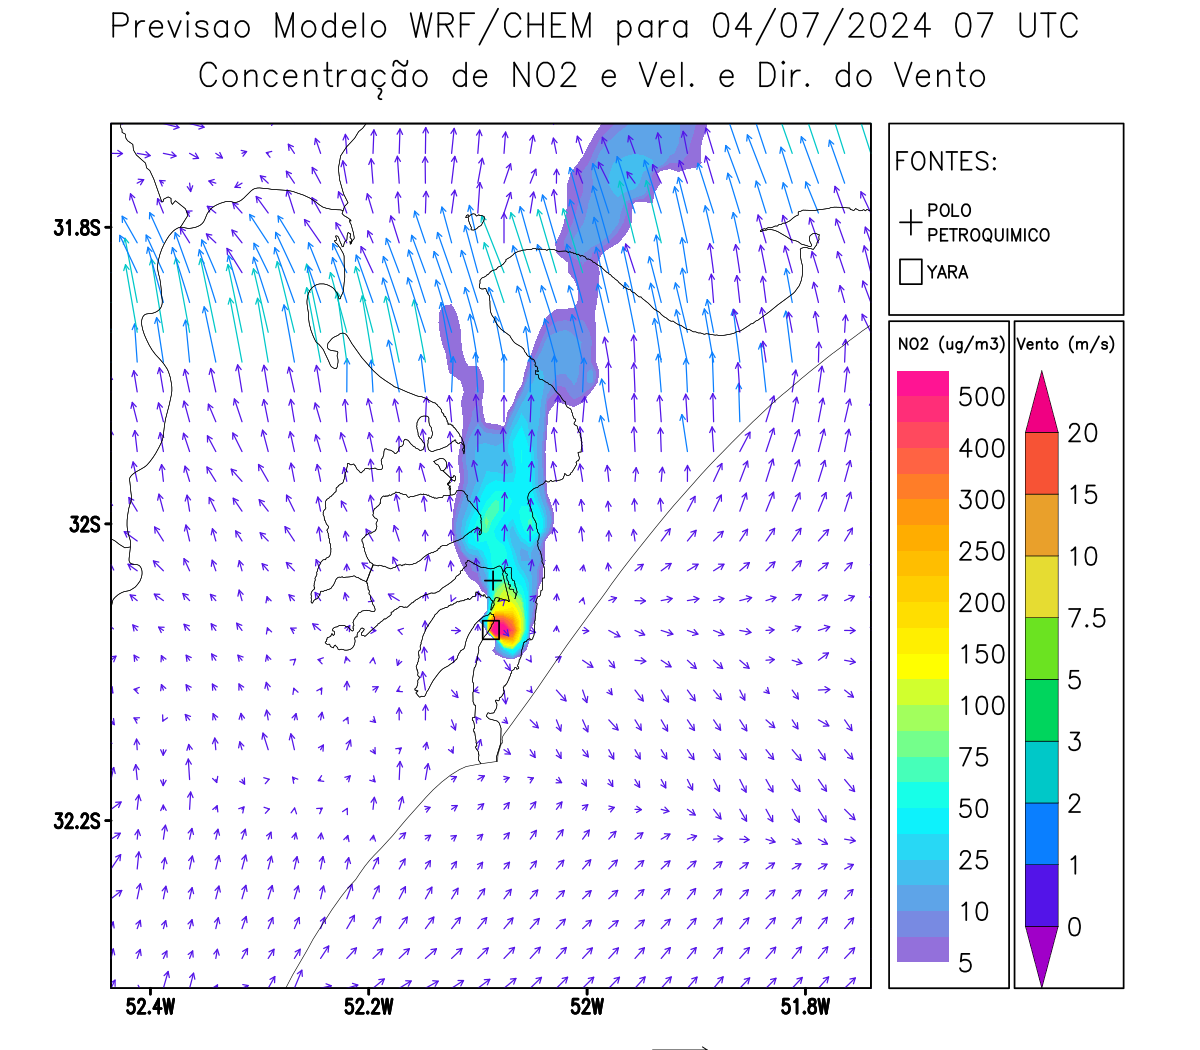 Previsao Modelo WRF/CHEM para 04/07/2024 07 UTC
Concentração de NO2 e Vel. e Dir. do Vento
FONTES:
POLO
PETROQUIMICO
YARA
NO2 (ug/m3)
500
400
300
250
200
150
100
75
50
25
10
5
Vento (m/s)
20
15
10
7.5
5
3
2
1
0
31.8S
32S
32.2S
52.4W
52.2W
52W
51.8W